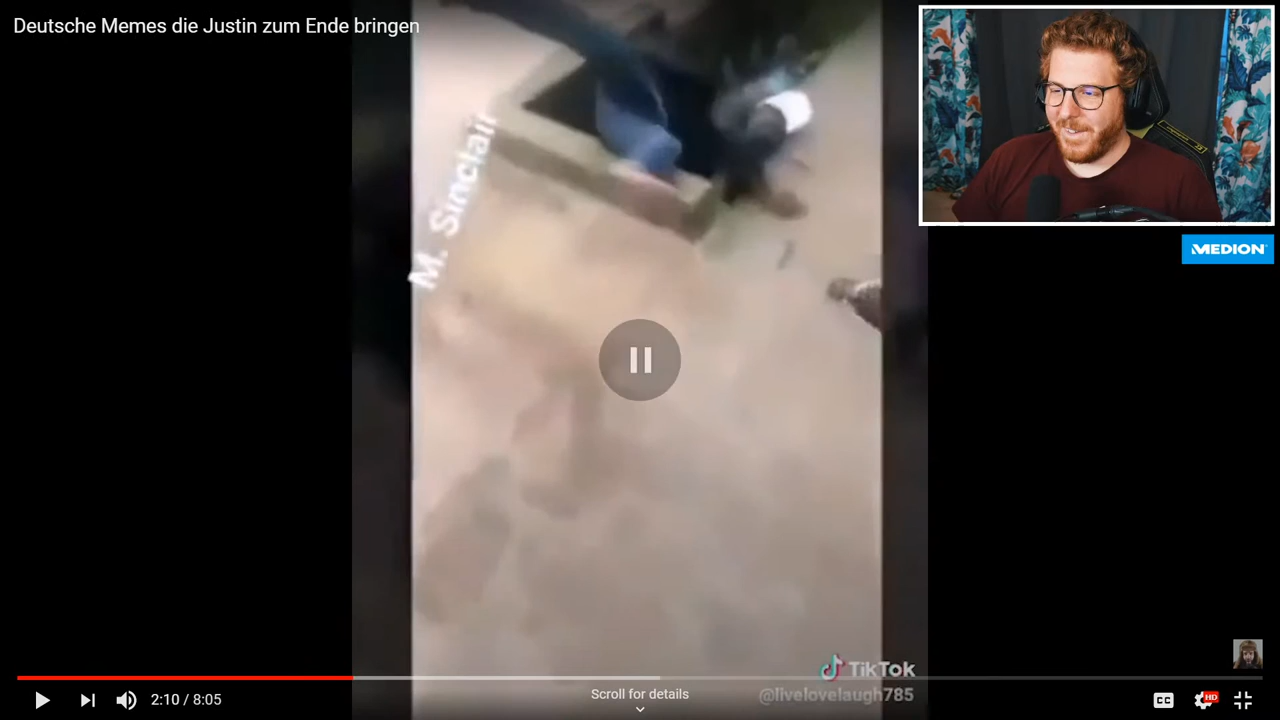 Deutsche Memes die Justin zum Ende bringen
M. Sinclair
MEDION
TikTok
@livelovelaugh785
Scroll for details
2:10 / 8:05
CC
HD